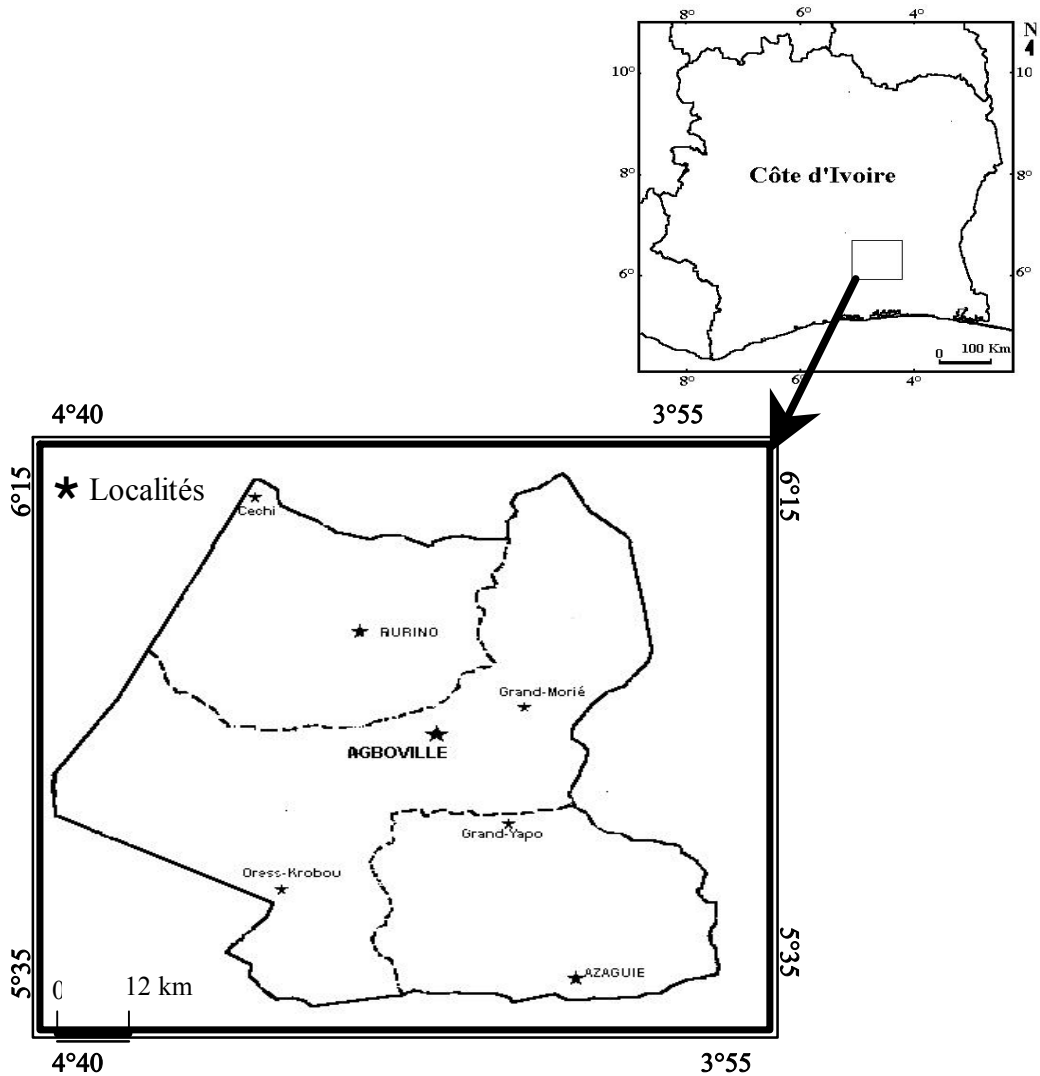 8° 6° 4° N
10° 10
Côte d'Ivoire
8° 8°
6° 6°
0 100 Km
8° 6° 4°
4°40 3°55
6°15 6°15
★ Localités
Cechi
RURINO
Grand-Morié
AGBOVILLE
Grand-Yapo
Oress-Krobou
AZAGUIE
5°35 5°35
0 12 km
4°40 3°55